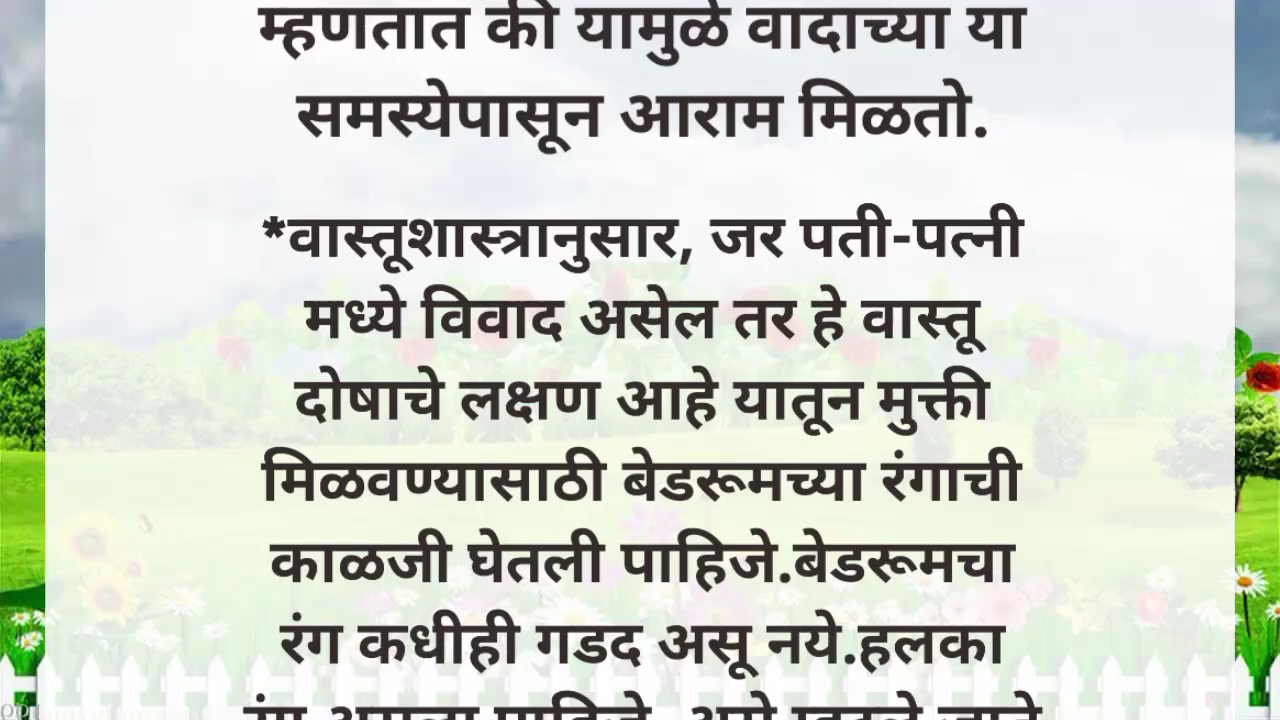 म्हणतात की यामुळे वादाच्या या
समस्येपासून आराम मिळतो.
*वास्तूशास्त्रानुसार, जर पती-पत्नी
मध्ये विवाद असेल तर हे वास्तू
दोषाचे लक्षण आहे यातून मुक्ती
मिळवण्यासाठी बेडरूमच्या रंगाची
काळजी घेतली पाहिजे.बेडरूमचा
रंग कधीही गडद असू नये.हलका